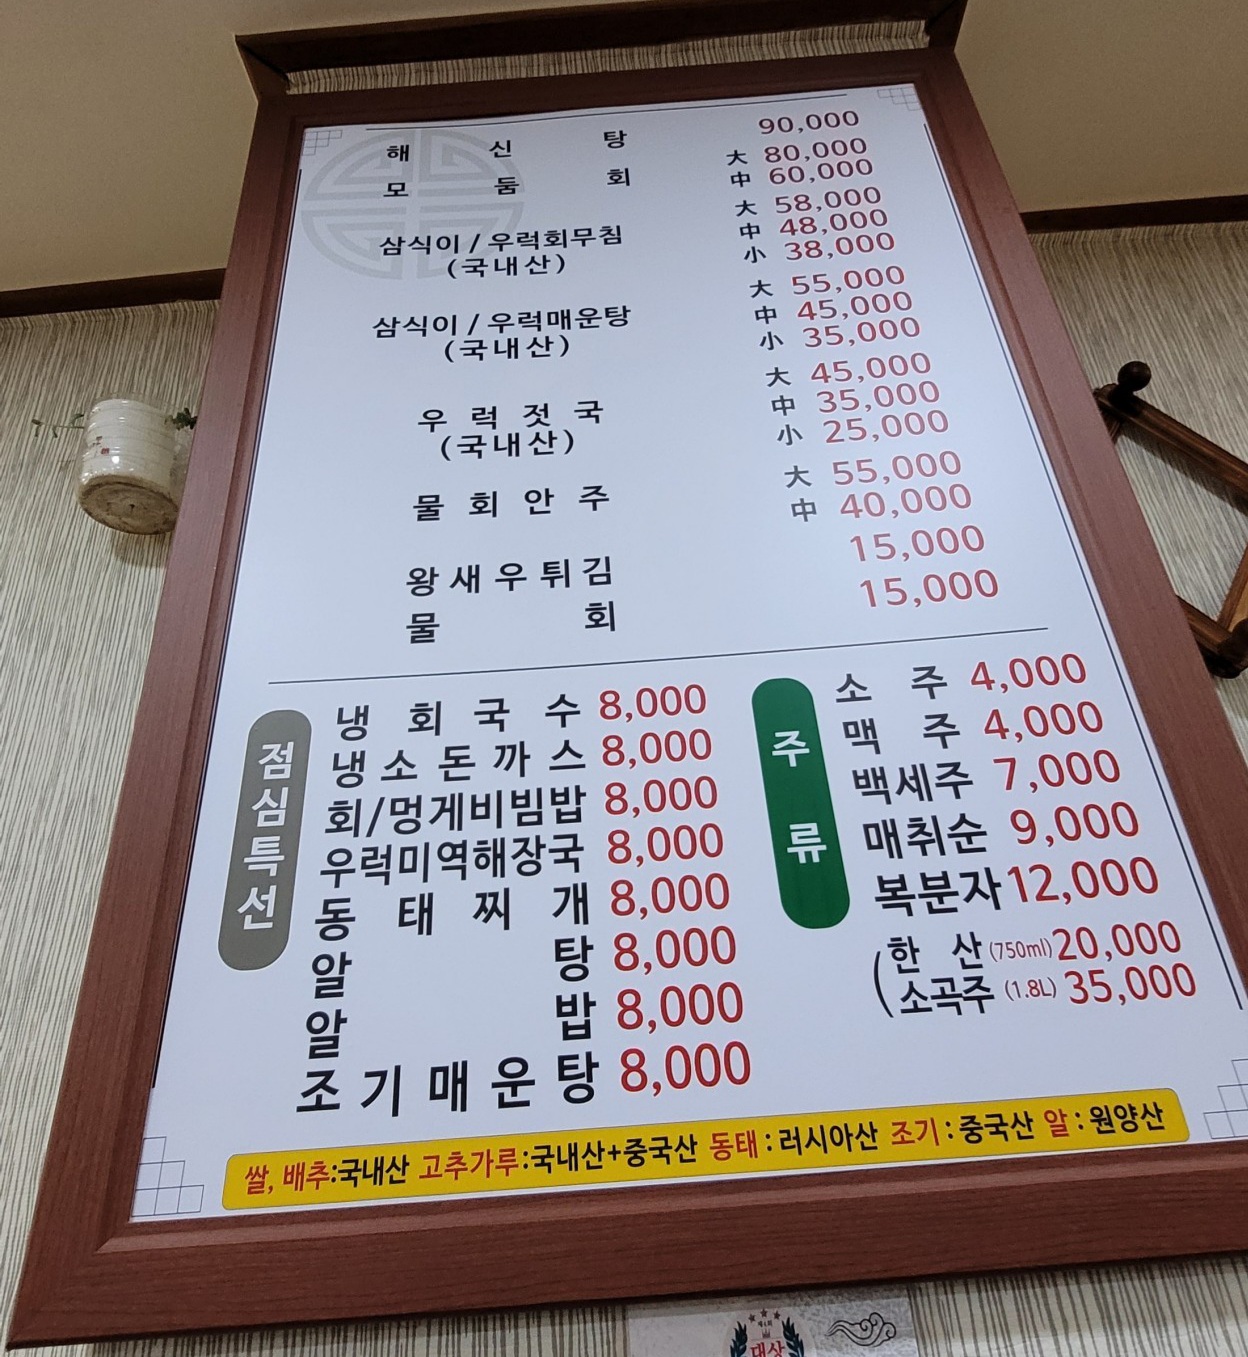 해 신 탕 90,000
모 둠 회 大 80,000
中 60,000
삼식이/우럭회무침 大 58,000
(국내산) 中 48,000
小 38,000
삼식이/우럭매운탕 大 55,000
(국내산) 中 45,000
小 35,000
우 럭 젓 국 大 45,000
(국내산) 中 35,000
小 25,000
물 회 안 주 大 55,000
中 40,000
왕 새 우 튀 김 15,000
물 회 15,000
점심특선
냉 회 국 수 8,000
냉 소 돈 까 스 8,000
회/멍게비빔밥 8,000
우럭미역해장국 8,000
동 태 찌 개 8,000
알 탕 8,000
알 밥 8,000
조 기 매 운 탕 8,000
주류
소 주 4,000
맥 주 4,000
백세주 7,000
매취순 9,000
복분자 12,000
(한 산 (750ml) 20,000
소곡주 (1.8L) 35,000
쌀, 배추:국내산 고추가루:국내산+중국산 동태:러시아산 조기:중국산 알:원양산
대상